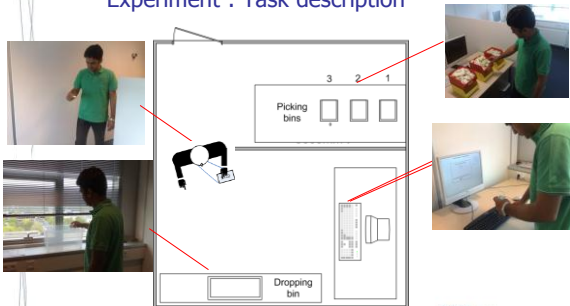 Experiment : Task description
3 2 1
Picking
bins
Dropping
bin